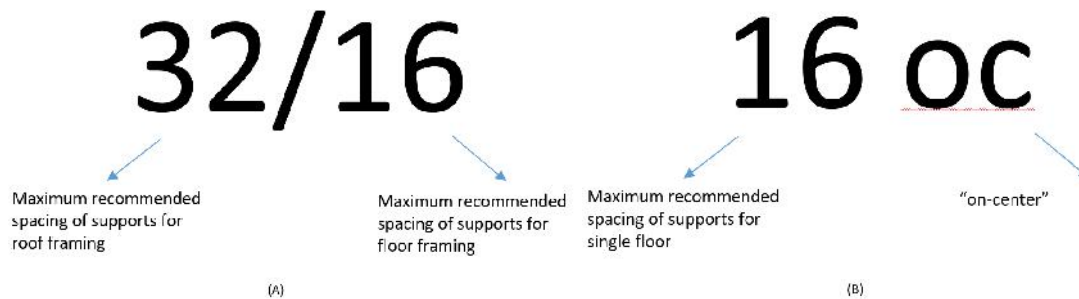 32/16
Maximum recommended
spacing of supports for
roof framing
Maximum recommended
spacing of supports for
floor framing
(A)
16 oc
Maximum recommended
spacing of supports for
single floor
"on-center"
(B)